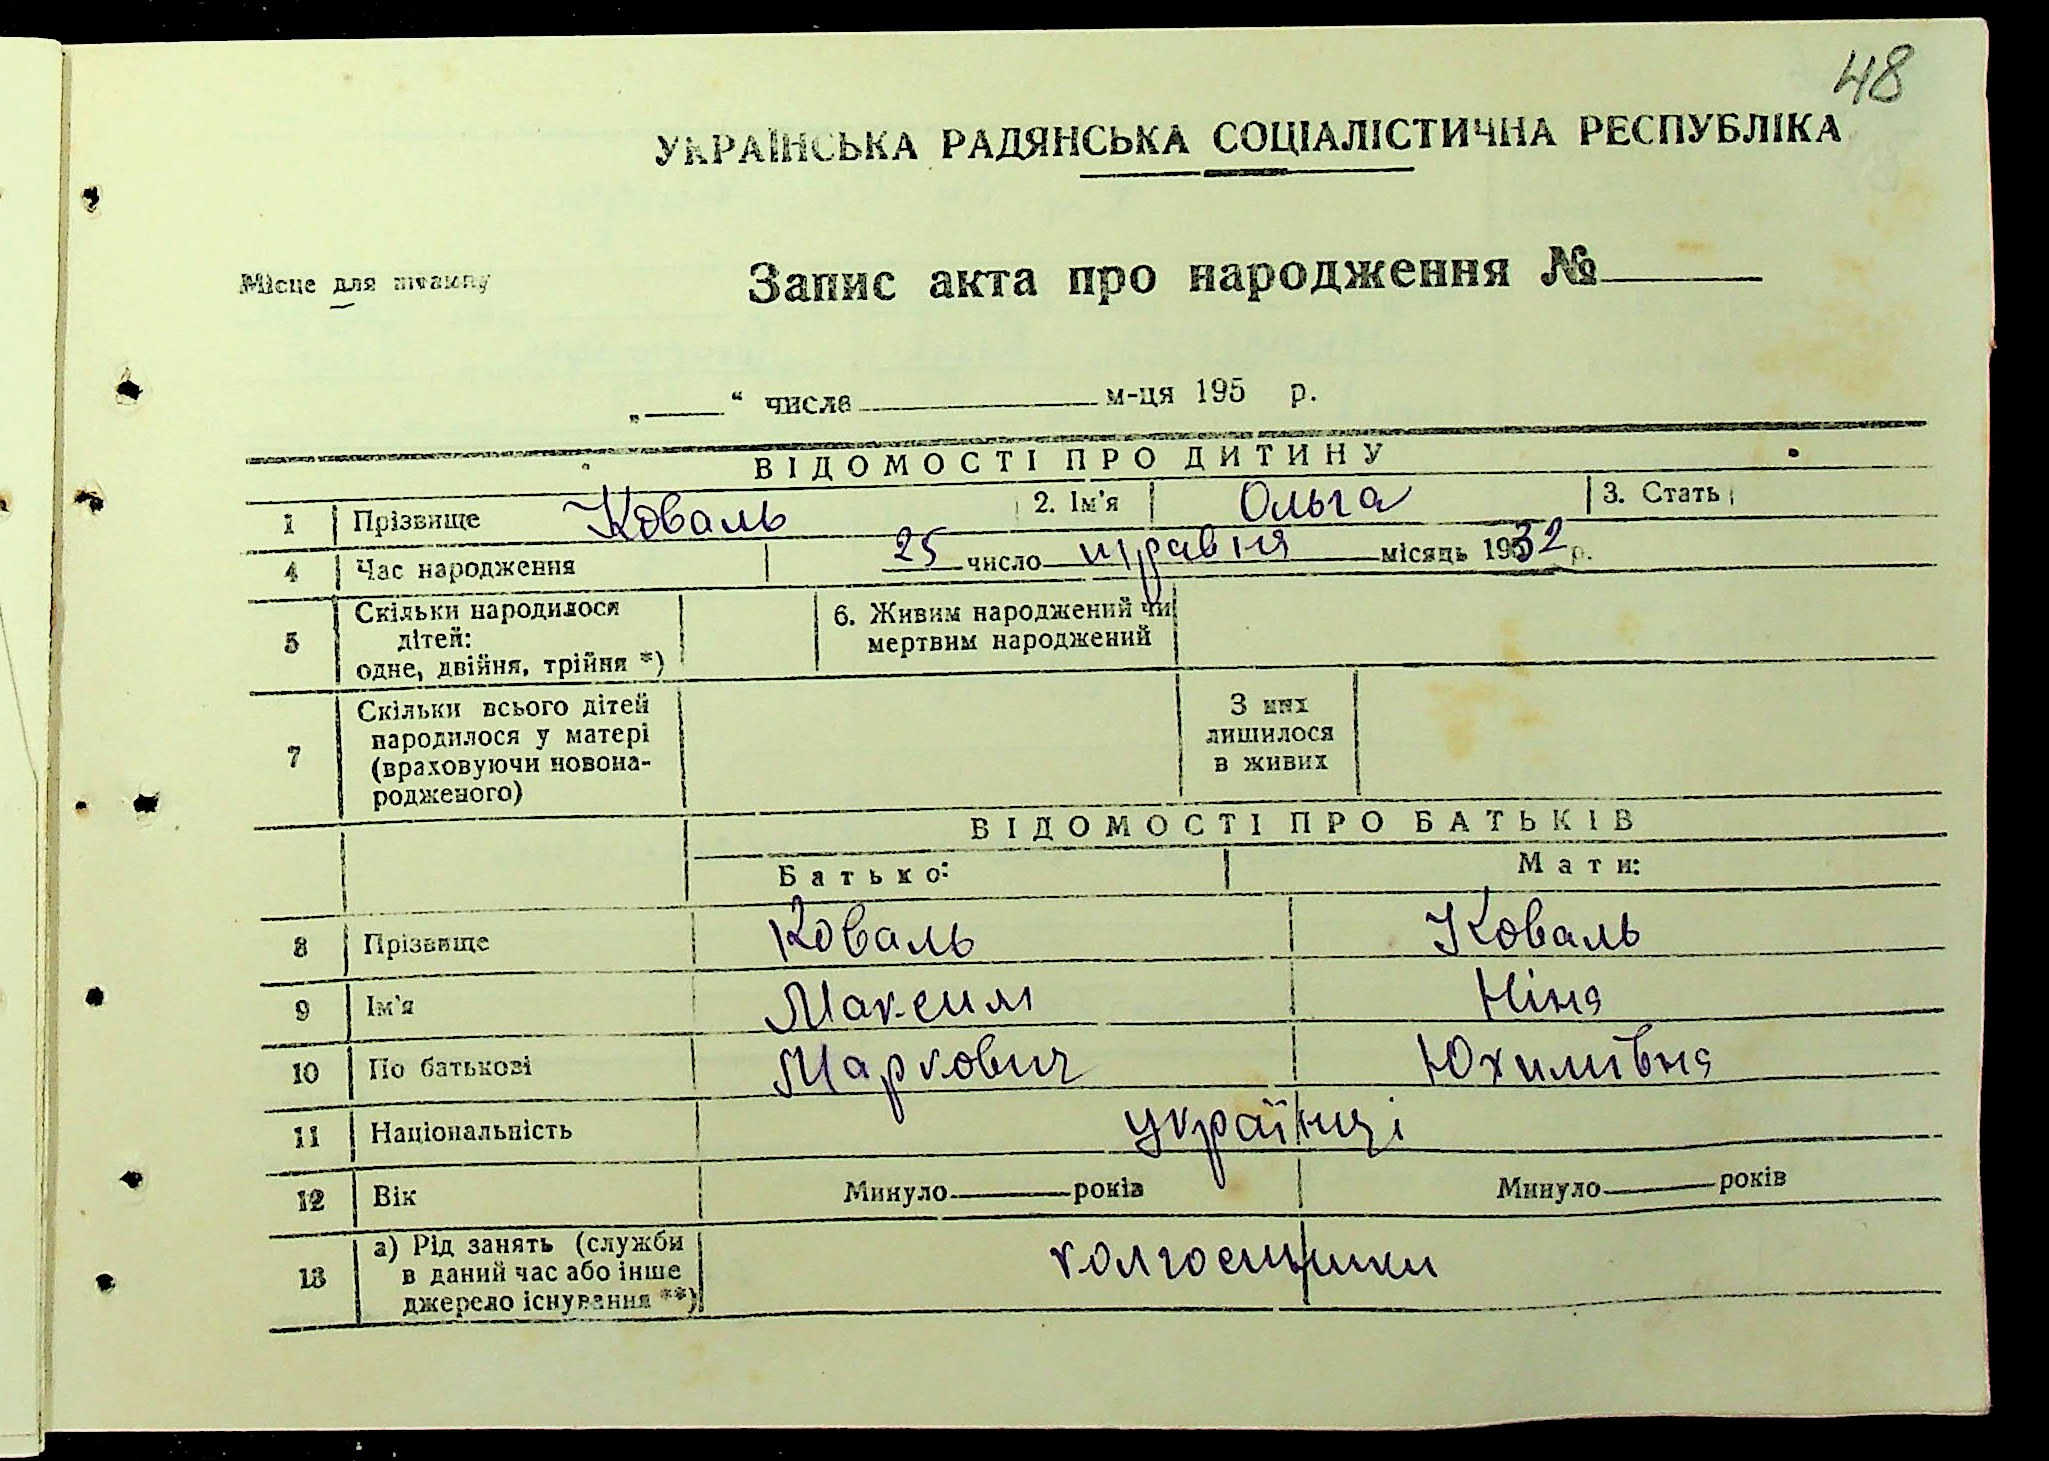 48
УКРАЇНСЬКА РАДЯНСЬКА СОЦІАЛІСТИЧНА РЕСПУБЛІКА
Місце для штампу
Запис акта про народження №
„ “ числа м-ця 195 р.
ВІДОМОСТІ ПРО ДИТИНУ
1 Прізвище Коваль 2. Ім'я Ольга 3. Стать
4 Час народження 25 число травня місяць 1932 р.
5 Скільки народилося дітей: одне, двійня, трійня *) 6. Живим народжений чи мертвим народжений
7 Скільки всього дітей народилося у матері (враховуючи новонародженого) З них лишилося в живих
ВІДОМОСТІ ПРО БАТЬКІВ
Батько: Мати:
8 Прізвище Коваль Коваль
9 Ім'я Максим Ніна
10 По батькові Маркович Юхимівна
11 Національність українці
12 Вік Минуло років Минуло років
13 а) Рід занять (служби в даний час або інше джерело існування **) колгоспники